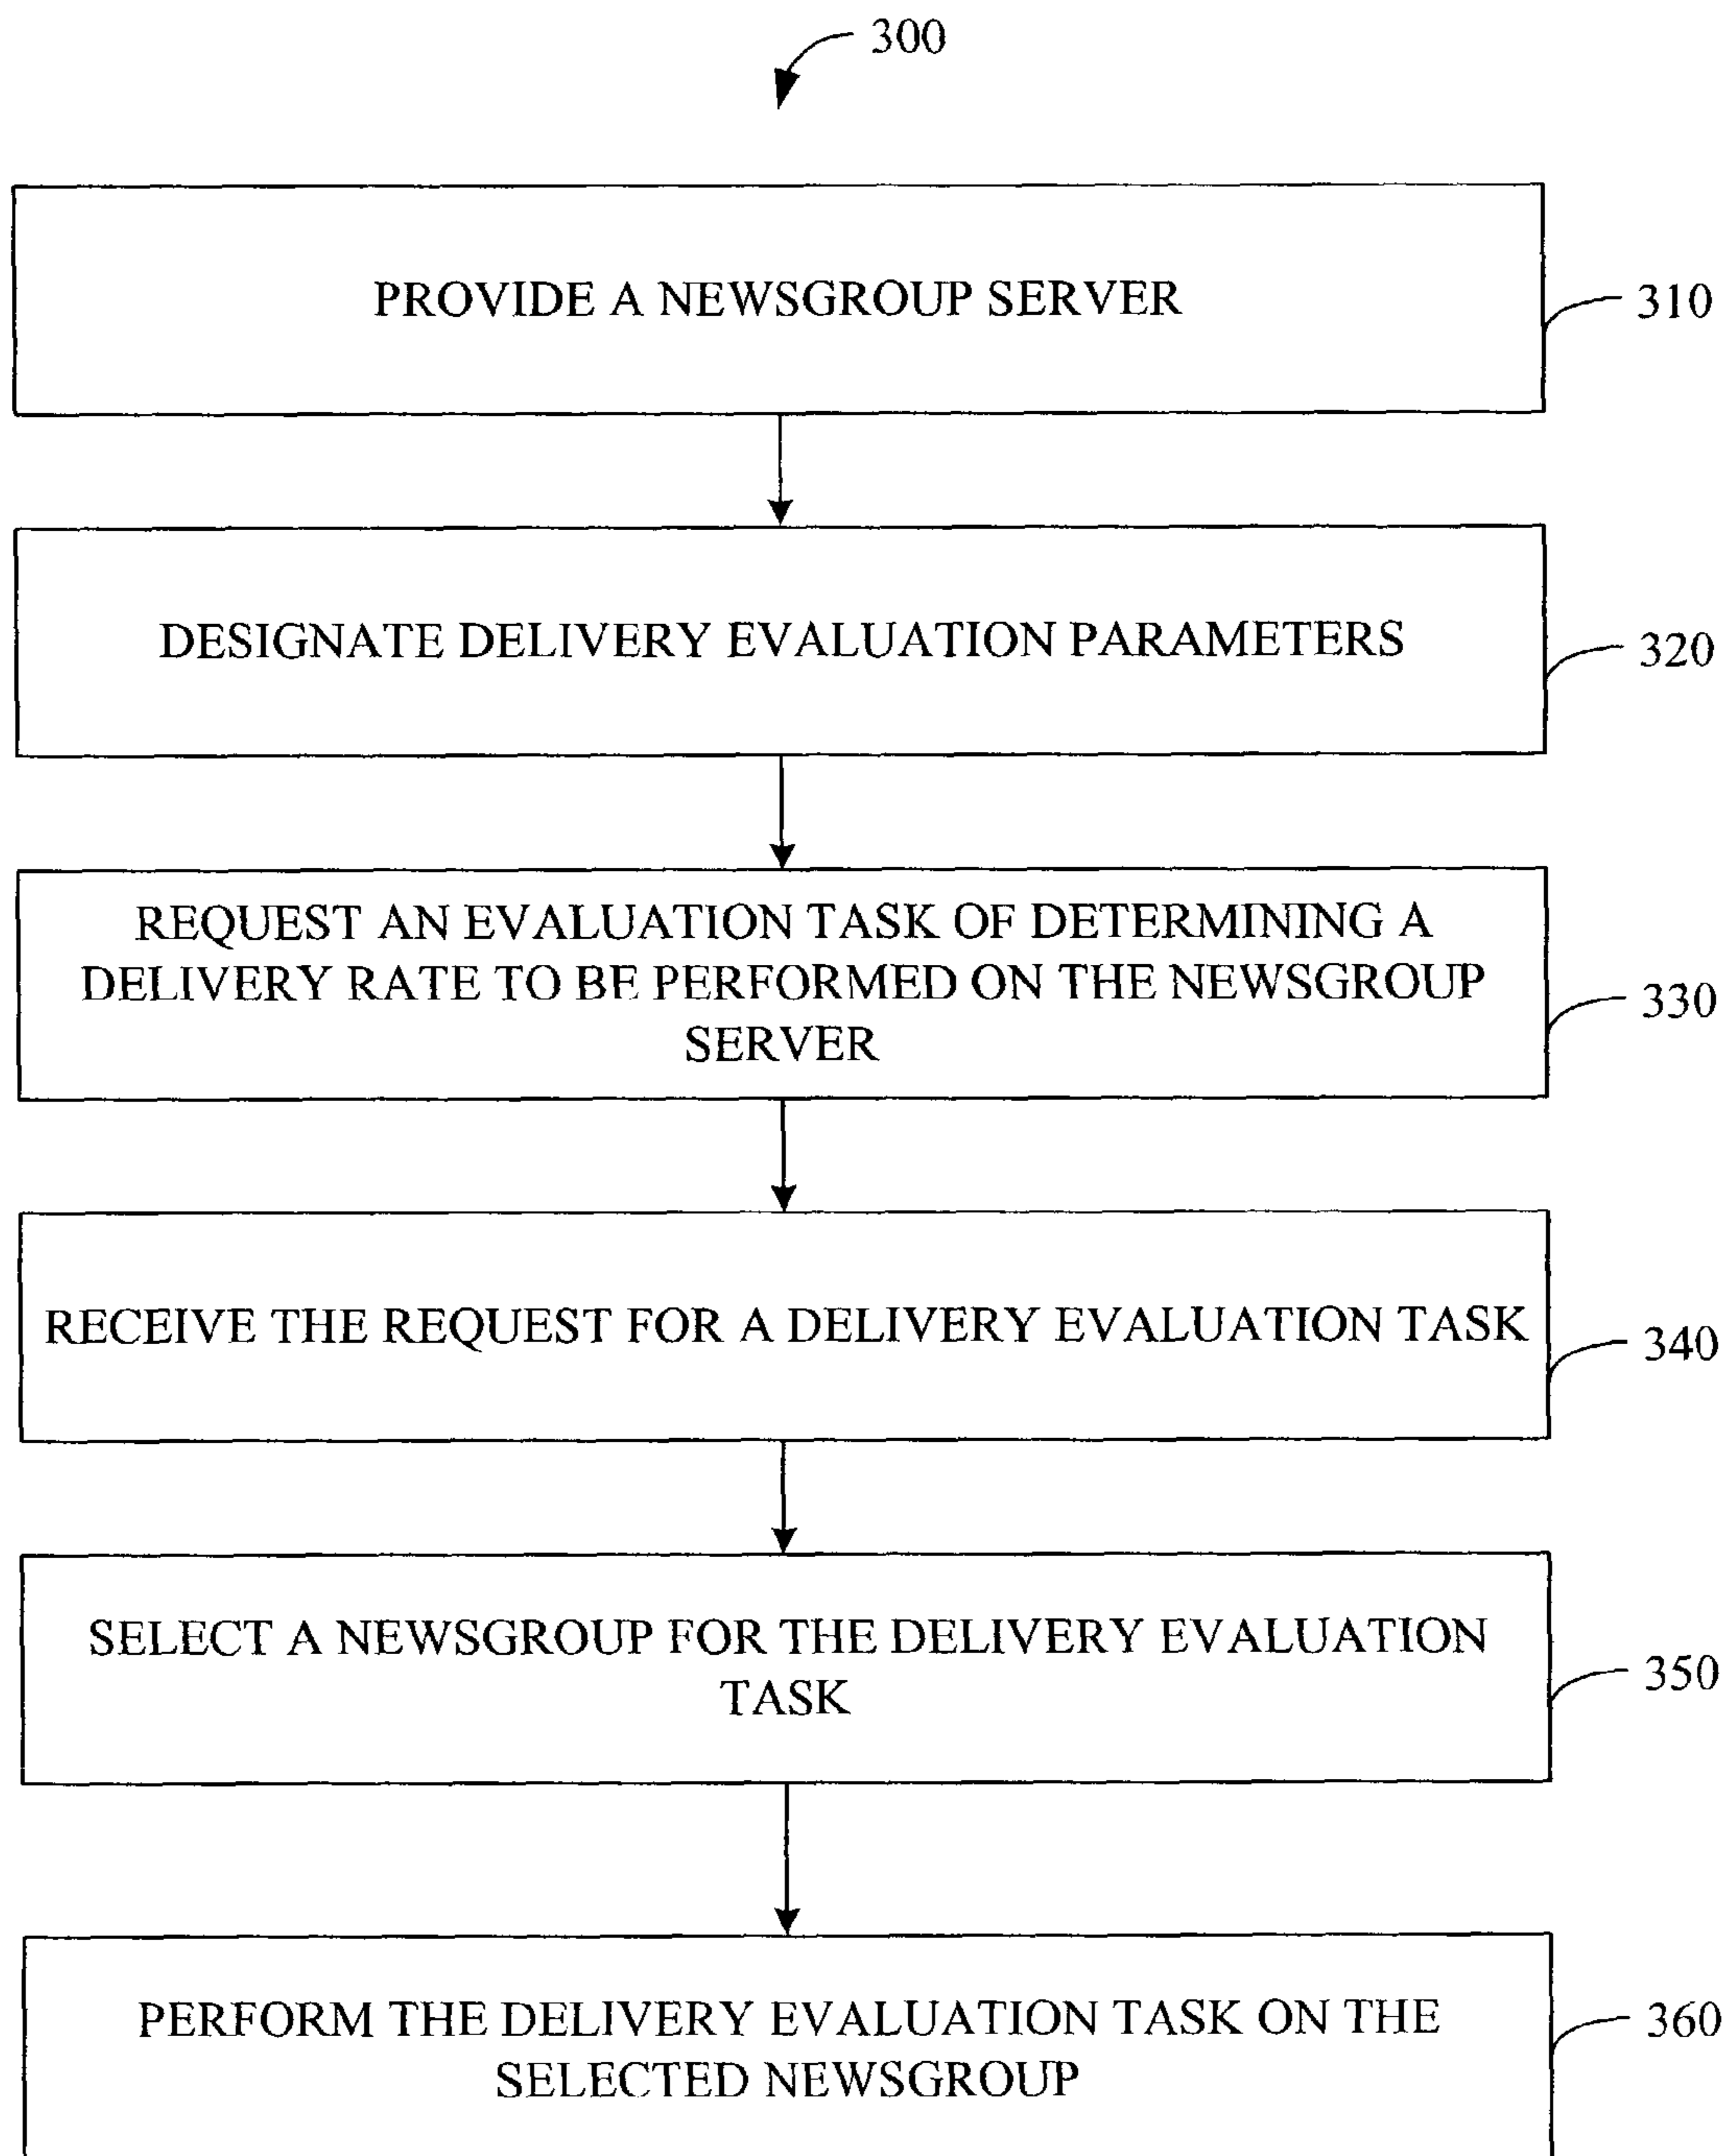 300
PROVIDE A NEWSGROUP SERVER
310
DESIGNATE DELIVERY EVALUATION PARAMETERS
320
REQUEST AN EVALUATION TASK OF DETERMINING A
DELIVERY RATE TO BE PERFORMED ON THE NEWSGROUP
SERVER
330
RECEIVE THE REQUEST FOR A DELIVERY EVALUATION TASK
340
SELECT A NEWSGROUP FOR THE DELIVERY EVALUATION
TASK
350
PERFORM THE DELIVERY EVALUATION TASK ON THE
SELECTED NEWSGROUP
360